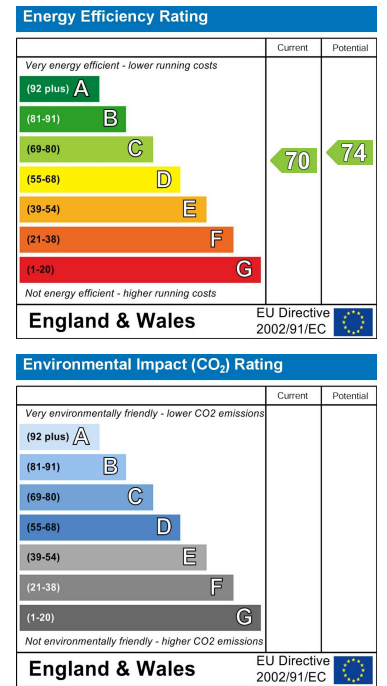 Energy Efficiency Rating
Current Potential
Very energy efficient - lower running costs
(92 plus) A
(81-91) B
(69-80) C
(55-68) D
(39-54) E
(21-38) F
(1-20) G
70 74
Not energy efficient - higher running costs
England & Wales EU Directive
2002/91/EC
Environmental Impact (CO₂) Rating
Current Potential
Very environmentally friendly - lower CO2 emissions
(92 plus) A
(81-91) B
(69-80) C
(55-68) D
(39-54) E
(21-38) F
(1-20) G
Not environmentally friendly - higher CO2 emissions
England & Wales EU Directive
2002/91/EC